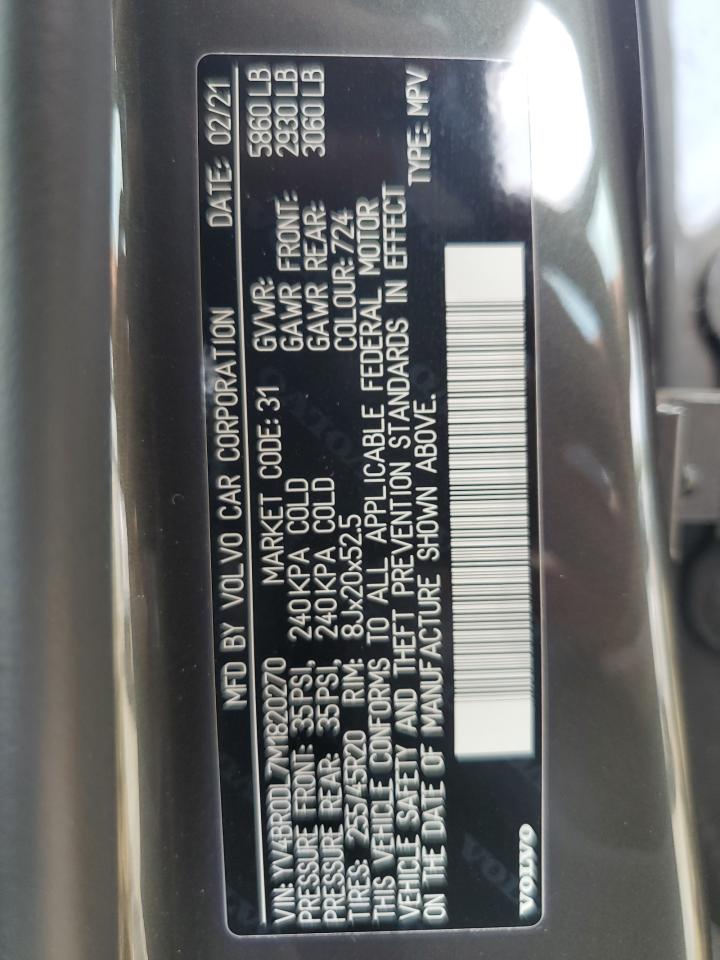 MFD BY VOLVO CAR CORPORATION DATE: 02/21
VIN: YV4BR0DL7M1820270 MARKET CODE: 31 GVWR: 5860 LB
PRESSURE FRONT: 35PSI, 240KPA COLD GAWR FRONT: 2930 LB
PRESSURE REAR: 35PSI, 240KPA COLD GAWR REAR: 3060 LB
TIRES: 255/45R20 RIM: 8Jx20x52.5 COLOUR: 724
THIS VEHICLE CONFORMS TO ALL APPLICABLE FEDERAL MOTOR
VEHICLE SAFETY AND THEFT PREVENTION STANDARDS IN EFFECT
ON THE DATE OF MANUFACTURE SHOWN ABOVE. TYPE: MPV
VOLVO